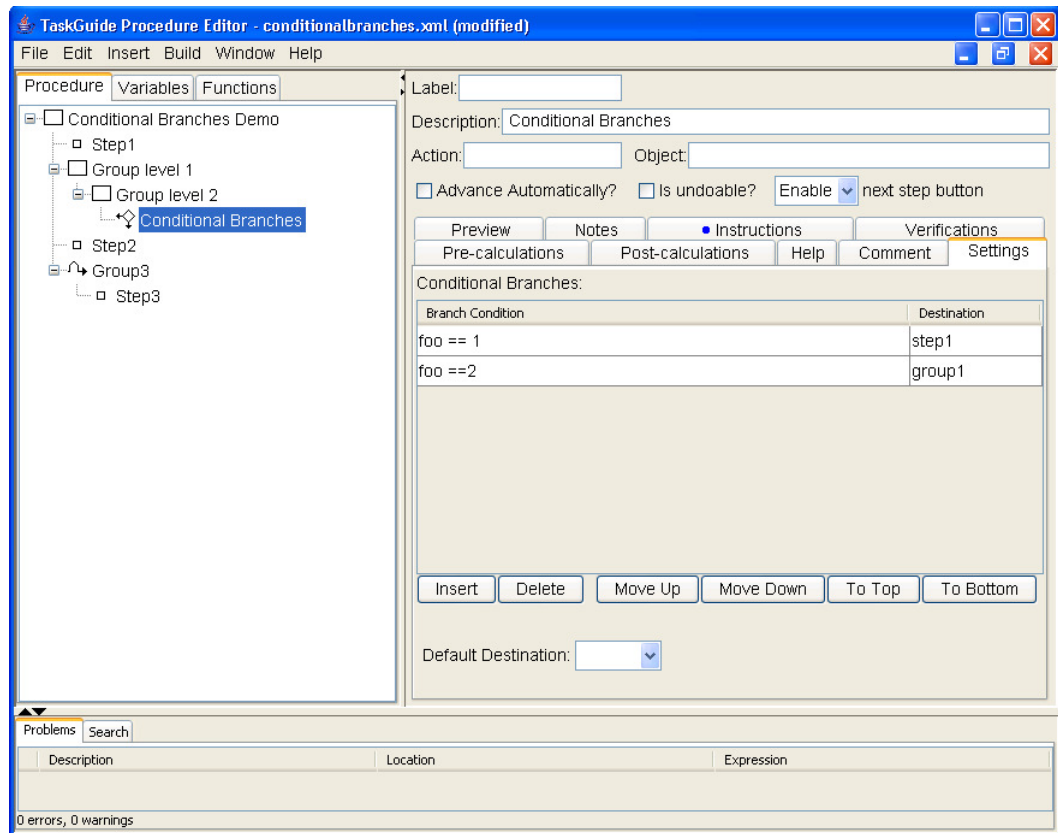 TaskGuide Procedure Editor - conditionalbranches.xml (modified)
File Edit Insert Build Window Help
Procedure Variables Functions
Conditional Branches Demo
Step1
Group level 1
Group level 2
Conditional Branches
Step2
Group3
Step3
Label:
Description: Conditional Branches
Action: Object:
Advance Automatically? Is undoable? Enable next step button
Preview Notes Instructions Verifications
Pre-calculations Post-calculations Help Comment Settings
Conditional Branches:
Branch Condition Destination
foo == 1 step1
foo ==2 group1
Insert Delete Move Up Move Down To Top To Bottom
Default Destination:
Problems Search
Description Location Expression
0 errors, 0 warnings